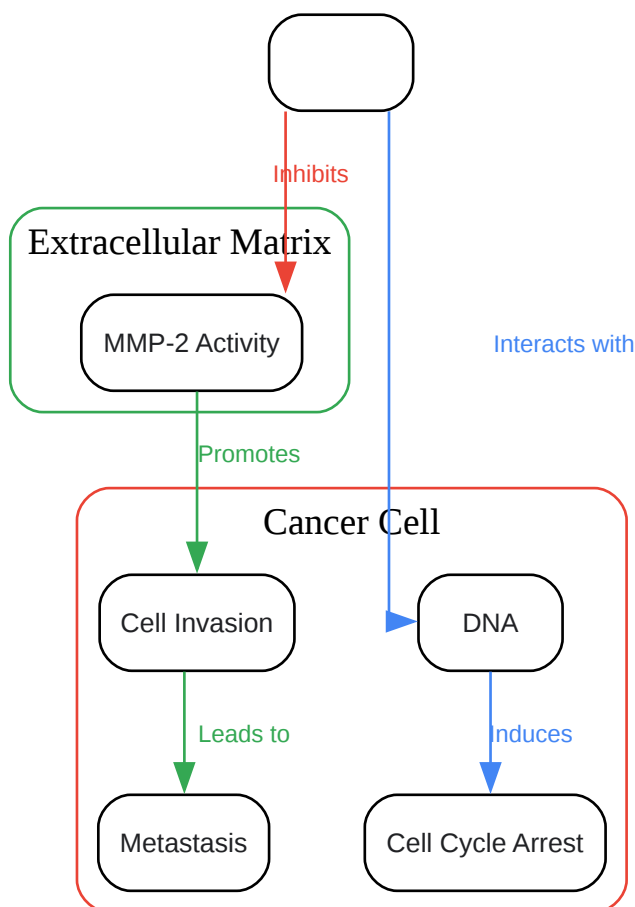 Inhibits
Extracellular Matrix
MMP-2 Activity
Interacts with
Promotes
Cancer Cell
Cell Invasion
DNA
Leads to
Induces
Metastasis
Cell Cycle Arrest